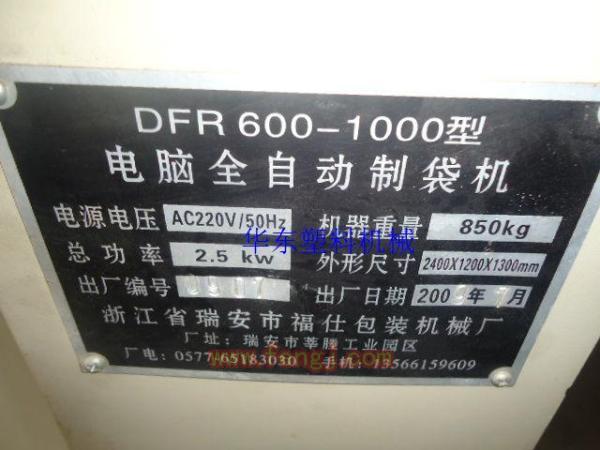 DFR 600-1000型
电脑全自动制袋机
电源电压 AC220V/50Hz 机器重量 850kg
华东塑料机械
总功率 2.5 kw 外形尺寸 2400X1200X1300mm
出厂编号 出厂日期 200 年 月
浙江省瑞安市福仕包装机械厂
厂址：瑞安市莘塍工业园区
厂电：0577-65183030 手机：13566159609